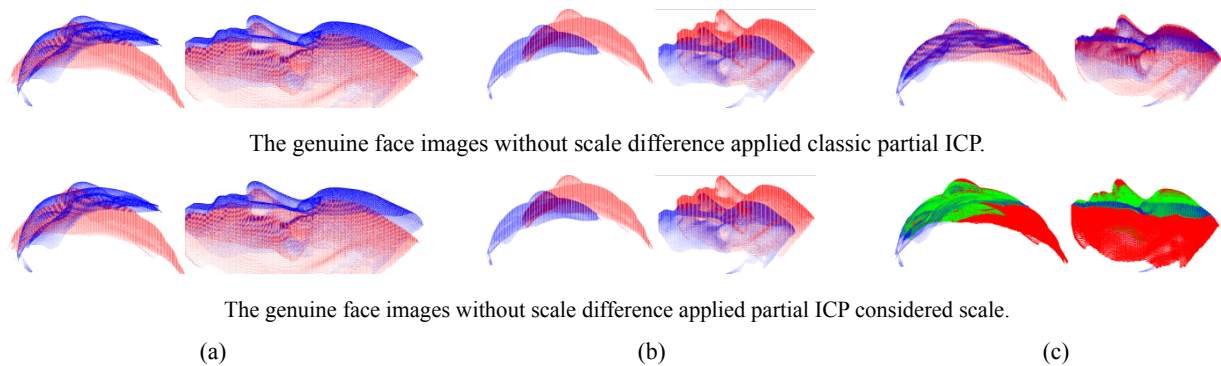 The genuine face images without scale difference applied classic partial ICP.
The genuine face images without scale difference applied partial ICP considered scale.
(a) (b) (c)